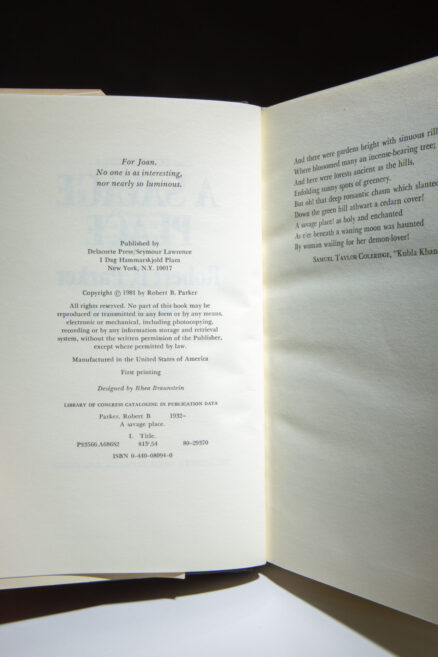 For Joan.
No one is as interesting,
nor nearly so luminous.
Published by
Delacorte Press/Seymour Lawrence
1 Dag Hammarskjold Plaza
New York, N.Y. 10017
Copyright © 1981 by Robert B. Parker
All rights reserved. No part of this book may be
reproduced or transmitted in any form or by any means,
electronic or mechanical, including photocopying,
recording or by any information storage and retrieval
system, without the written permission of the Publisher,
except where permitted by law.
Manufactured in the United States of America
First printing
Designed by Rhea Braunstein
LIBRARY OF CONGRESS CATALOGING IN PUBLICATION DATA
Parker, Robert B 1932–
A savage place.
I. Title.
PS3566.A686S2 813'.54 80–29370
ISBN 0–440–08094–0
And there were gardens bright with sinuous rill
Where blossomed many an incense-bearing tree;
And here were forests ancient as the hills,
Enfolding sunny spots of greenery.
But oh! that deep romantic chasm which slanted
Down the green hill athwart a cedarn cover!
A savage place! as holy and enchanted
As e'er beneath a waning moon was haunted
By woman wailing for her demon-lover!
SAMUEL TAYLOR COLERIDGE, "Kubla Khan